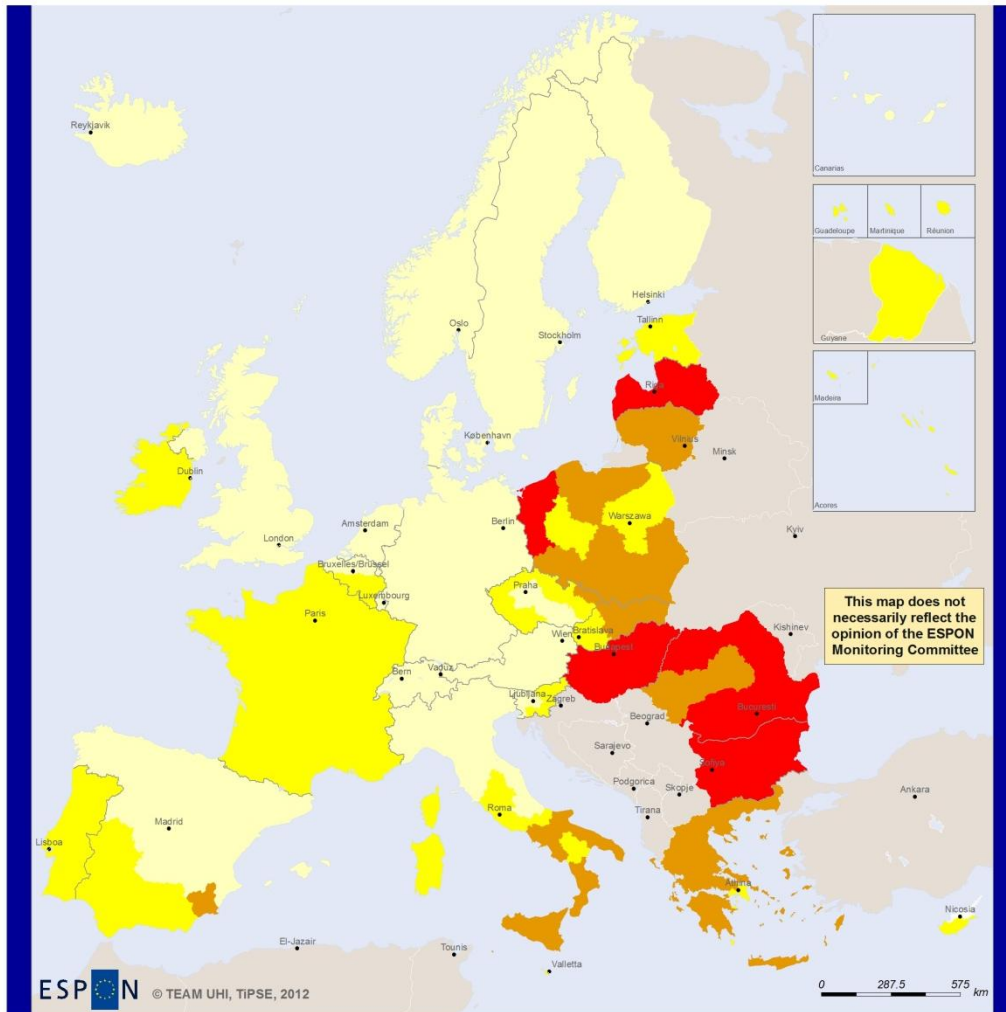 Reykjavik
Canarias
Guadeloupe
Martinique
Réunion
Guyane
Madeira
Acores
Helsinki
Tallinn
Oslo
Stockholm
Riga
København
Vilnius
Minsk
Dublin
Berlin
Warszawa
Amsterdam
London
Kyiv
Bruxelles/Brüssel
Praha
Luxembourg
Paris
Wien
Bratislava
Kishinev
Budapest
This map does not
necessarily reflect the
opinion of the ESPON
Monitoring Committee
Bern
Vaduz
Ljubljana
Zagreb
Bucuresti
Beograd
Sarajevo
Sofiya
Podgorica
Skopje
Ankara
Roma
Tirana
Madrid
Lisboa
Athina
Nicosia
El-Jazair
Tounis
Valletta
ESPON © TEAM UHI, TiPSE, 2012
0 287.5 575
km